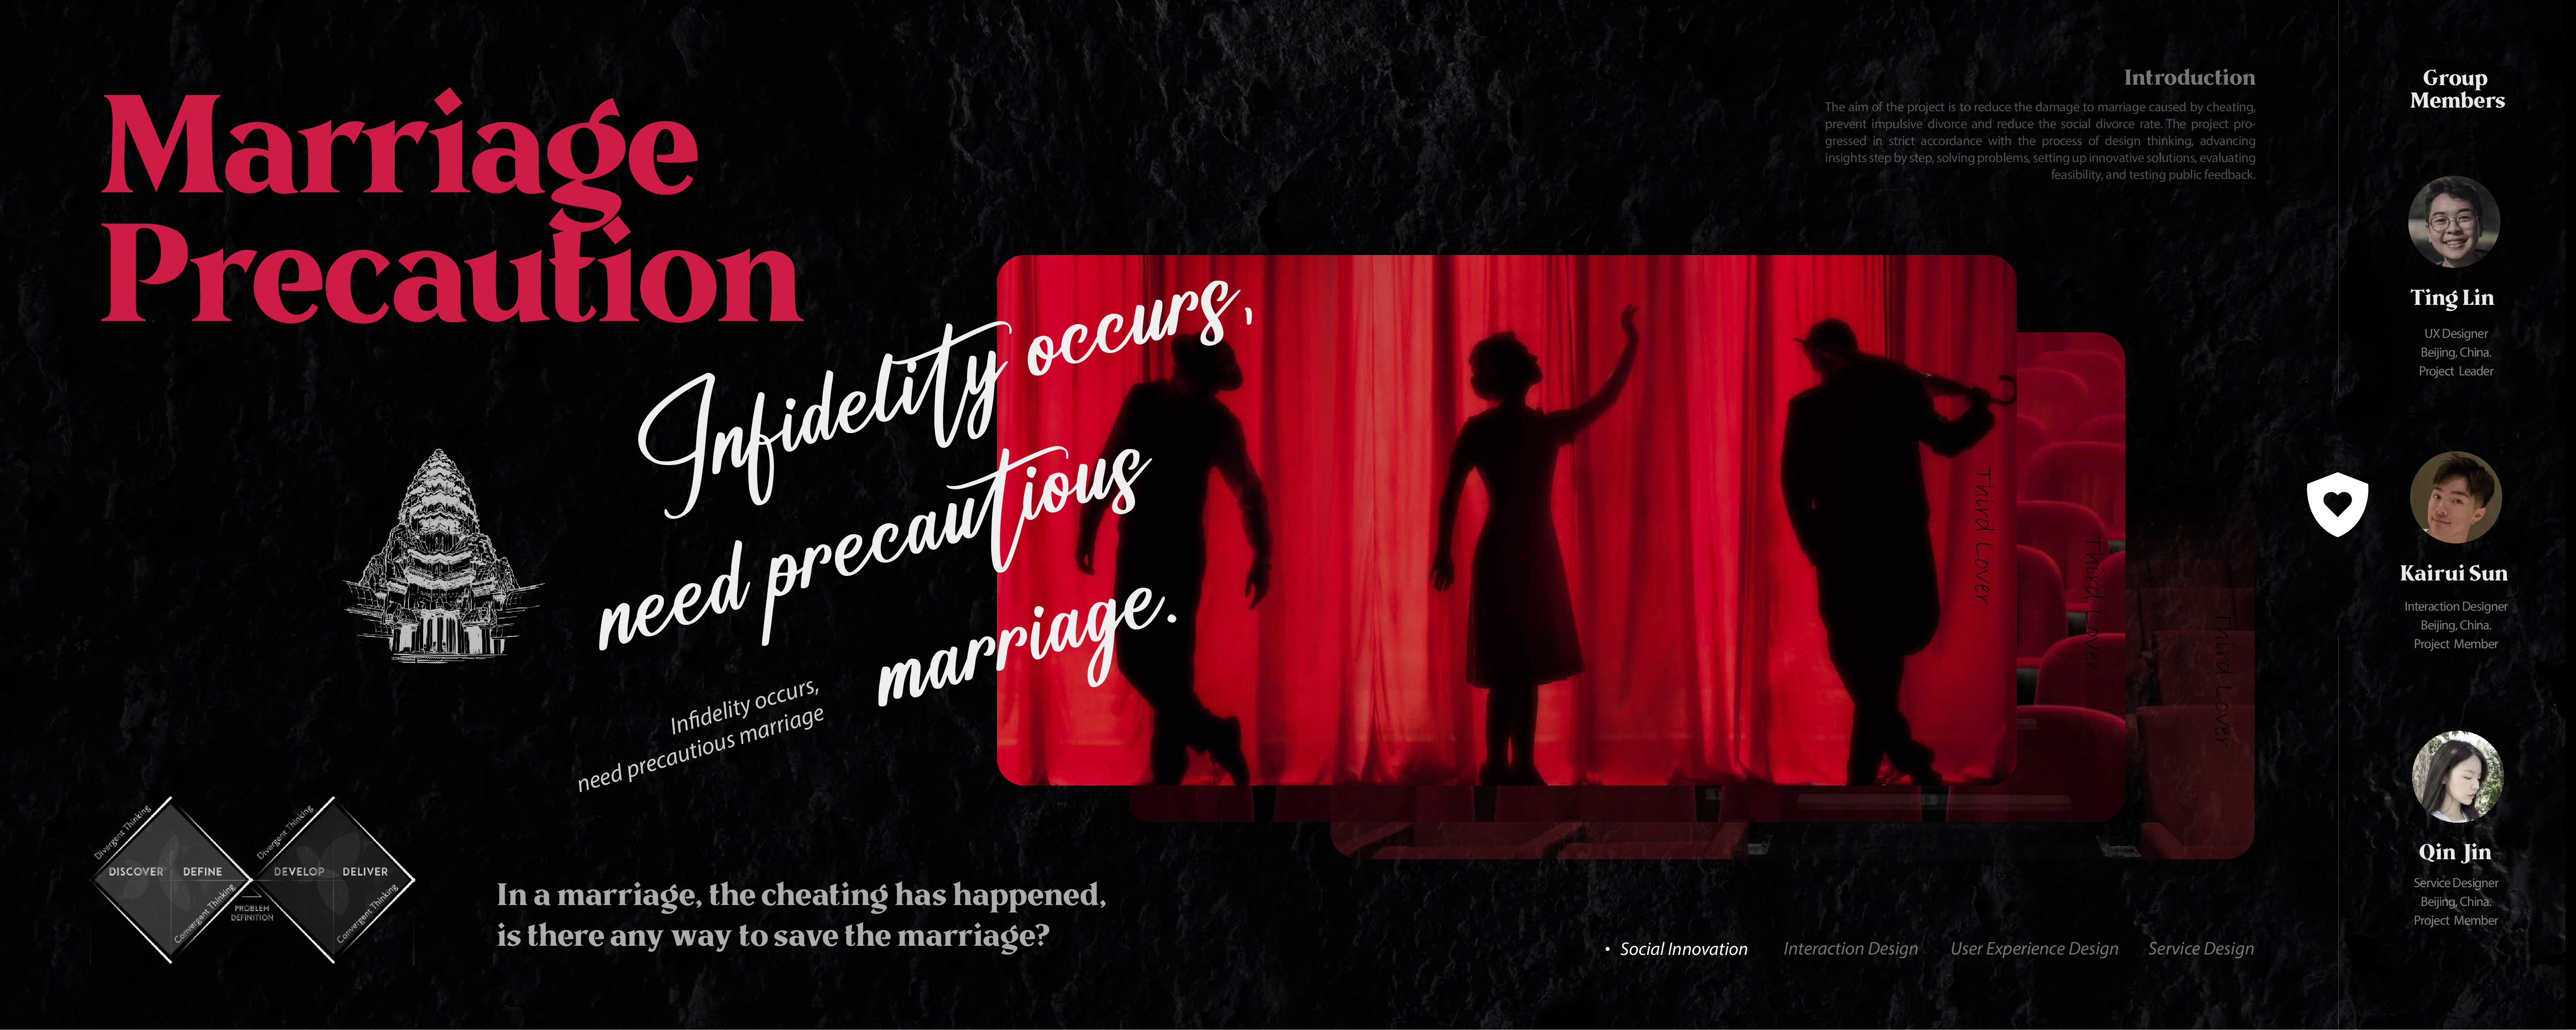 Marriage
Precaution
Introduction
The aim of the project is to reduce the damage to marriage caused by cheating,
prevent impulsive divorce and reduce the social divorce rate. The project pro-
gressed in strict accordance with the process of design thinking, advancing
insights step by step, solving problems, setting up innovative solutions, evaluating
feasibility, and testing public feedback.
Infidelity occurs,
need precautious
marriage.
Infidelity occurs,
need precautious marriage
Third Lover
Third Lover
Third Lover
Divergent Thinking
DISCOVER
DEFINE
Convergent Thinking
PROBLEM
DEFINITION
Divergent Thinking
DEVELOP
DELIVER
Convergent Thinking
In a marriage, the cheating has happened,
is there any way to save the marriage?
• Social Innovation
Interaction Design
User Experience Design
Service Design
Group
Members
Ting Lin
UX Designer
Beijing, China.
Project Leader
Kairui Sun
Interaction Designer
Beijing, China.
Project Member
Qin Jin
Service Designer
Beijing, China.
Project Member